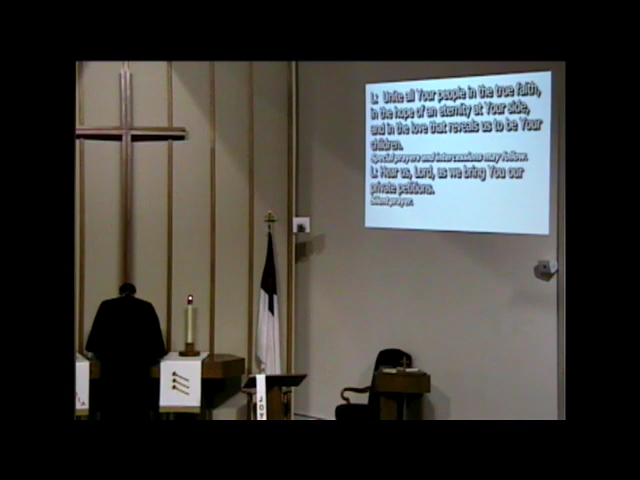 L: Unite all Your people in the true faith,
in the hope of an eternity at Your side,
and in the love that reveals us to be Your
children.
Special prayers and intercessions may follow.
L: Hear us, Lord, as we bring You our
private petitions.
Silent prayer.
JOY